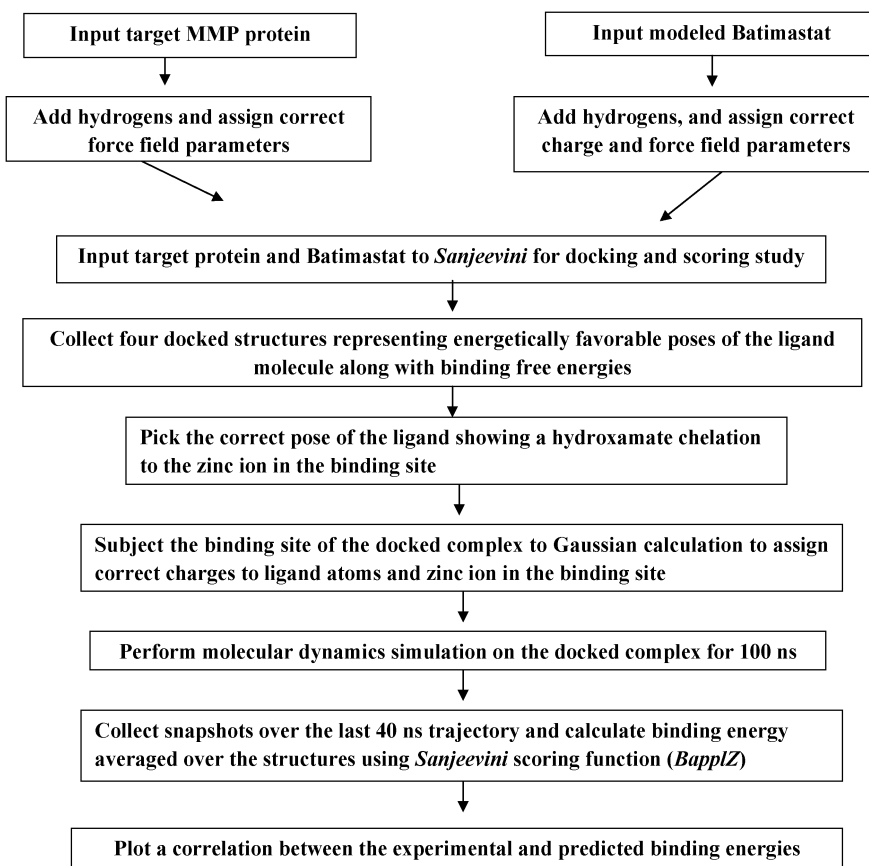 Input target MMP protein
Input modeled Batimastat
Add hydrogens and assign correct
force field parameters
Add hydrogens, and assign correct
charge and force field parameters
Input target protein and Batimastat to Sanjeevini for docking and scoring study
Collect four docked structures representing energetically favorable poses of the ligand
molecule along with binding free energies
Pick the correct pose of the ligand showing a hydroxamate chelation
to the zinc ion in the binding site
Subject the binding site of the docked complex to Gaussian calculation to assign
correct charges to ligand atoms and zinc ion in the binding site
Perform molecular dynamics simulation on the docked complex for 100 ns
Collect snapshots over the last 40 ns trajectory and calculate binding energy
averaged over the structures using Sanjeevini scoring function (BapplZ)
Plot a correlation between the experimental and predicted binding energies